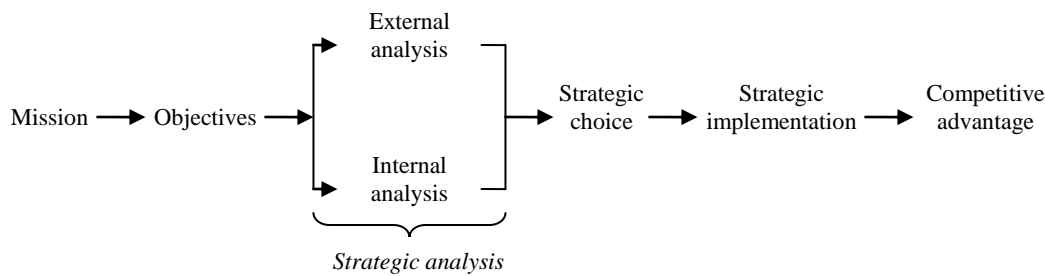 External
analysis
Mission
Objectives
Internal
analysis
Strategic analysis
Strategic
choice
Strategic
implementation
Competitive
advantage